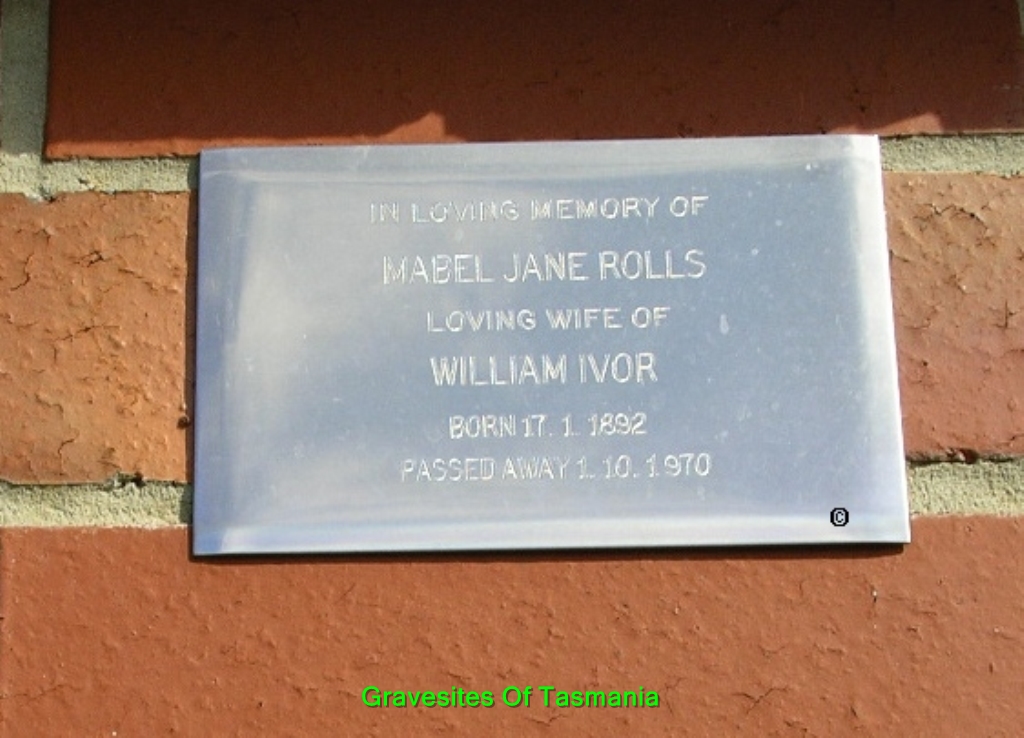 IN LOVING MEMORY OF
MABEL JANE ROLLS
LOVING WIFE OF
WILLIAM IVOR
BORN 17. 1. 1892
PASSED AWAY 1. 10. 1970
©
Gravesites Of Tasmania